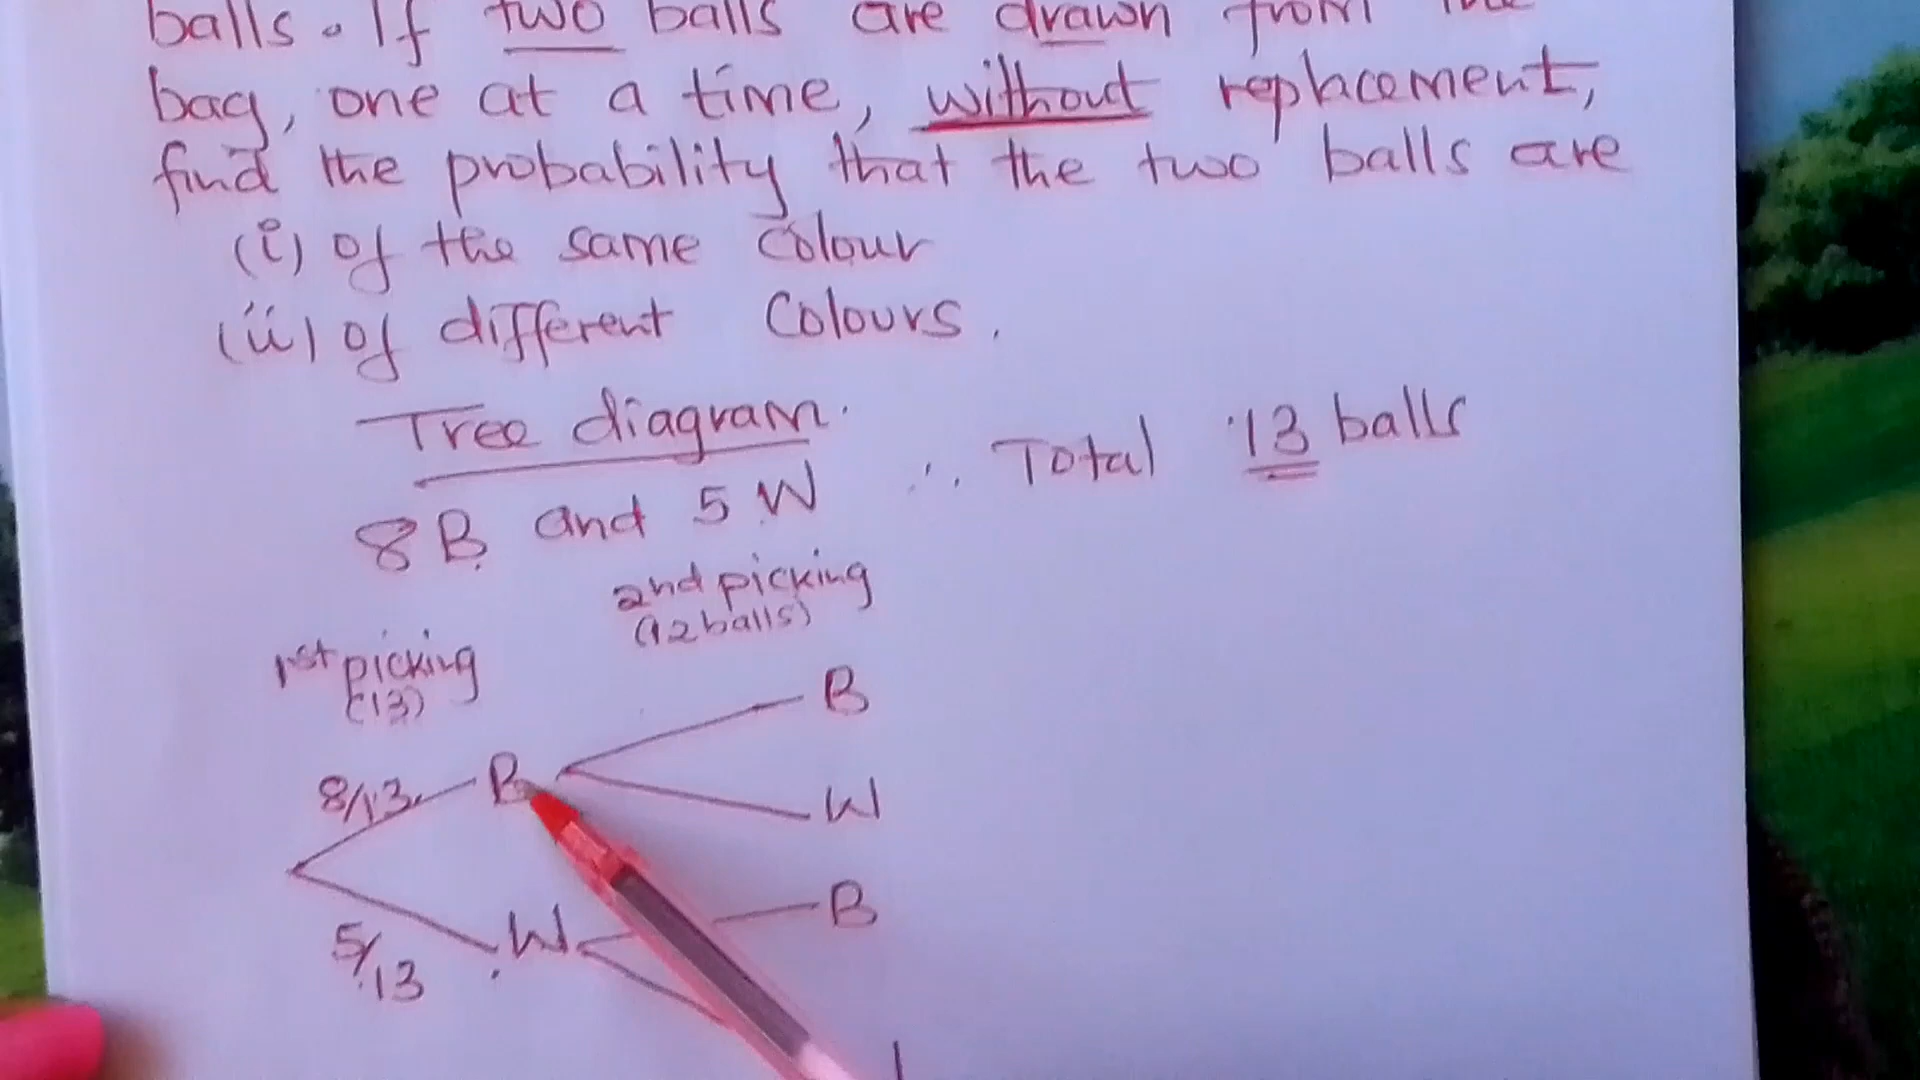 balls. If two balls are drawn from the
bag, one at a time, without replacement,
find the probability that the two balls are
(i) of the same colour
(ii) of different Colours.
Tree diagram.
8B and 5W ∴ Total 13 balls
2nd picking
(12 balls)
1st picking
(13)
B
8/13 B
W
B
W
5/13